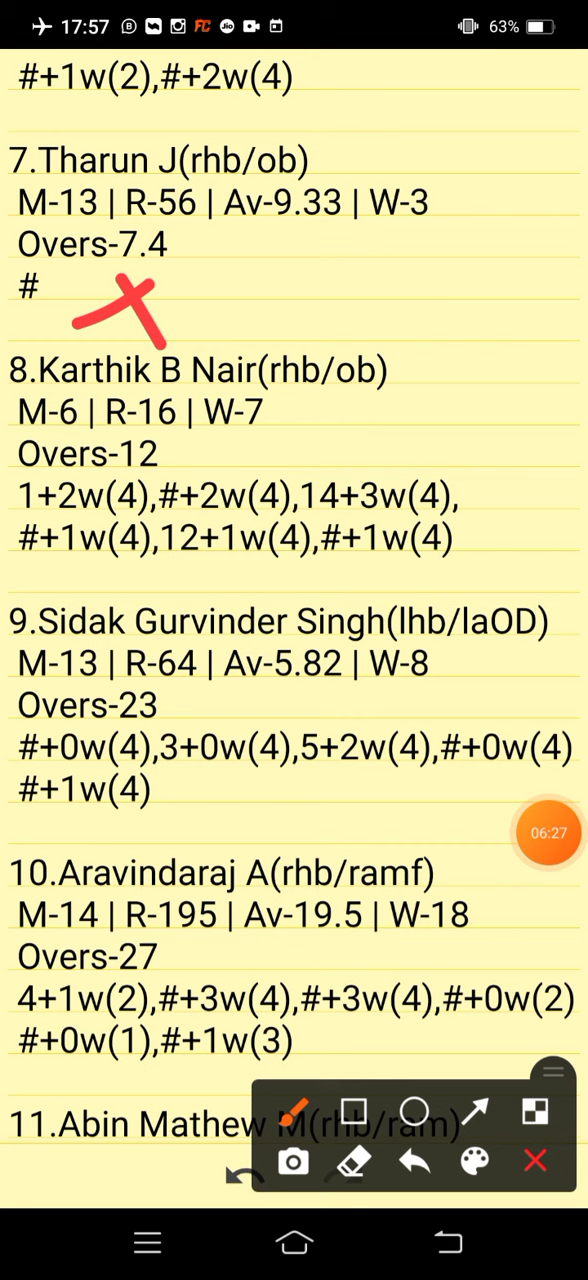 17:57 B FC Jio 63%
#+1w(2),#+2w(4)
7.Tharun J(rhb/ob)
M-13 | R-56 | Av-9.33 | W-3
Overs-7.4
#
8.Karthik B Nair(rhb/ob)
M-6 | R-16 | W-7
Overs-12
1+2w(4),#+2w(4),14+3w(4),
#+1w(4),12+1w(4),#+1w(4)
9.Sidak Gurvinder Singh(lhb/laOD)
M-13 | R-64 | Av-5.82 | W-8
Overs-23
#+0w(4),3+0w(4),5+2w(4),#+0w(4)
#+1w(4)
06:27
10.Aravindaraj A(rhb/ramf)
M-14 | R-195 | Av-19.5 | W-18
Overs-27
4+1w(2),#+3w(4),#+3w(4),#+0w(2)
#+0w(1),#+1w(3)
11.Abin Mathew M(rhb/ram)